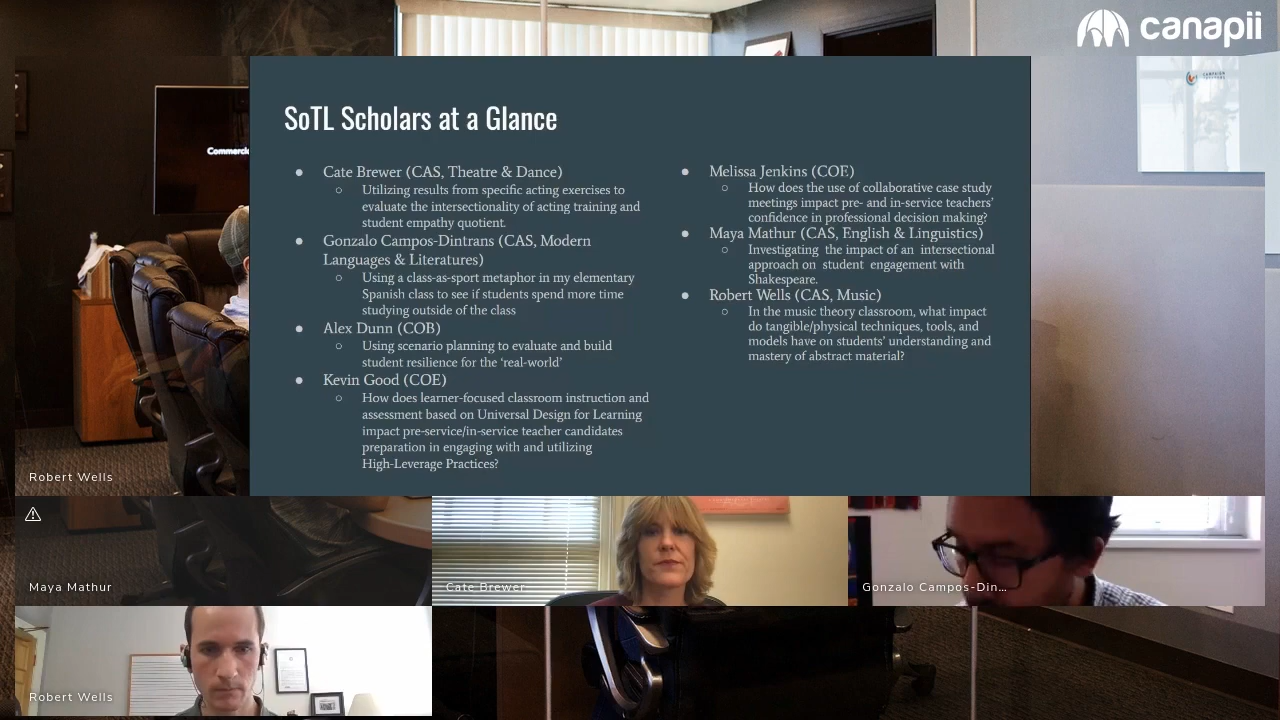 canapii
SoTL Scholars at a Glance
● Cate Brewer (CAS, Theatre & Dance)
○ Utilizing results from specific acting exercises to
evaluate the intersectionality of acting training and
student empathy quotient.
● Gonzalo Campos-Dintrans (CAS, Modern
Languages & Literatures)
○ Using a class-as-sport metaphor in my elementary
Spanish class to see if students spend more time
studying outside of the class
● Alex Dunn (COB)
○ Using scenario planning to evaluate and build
student resilience for the ‘real-world’
● Kevin Good (COE)
○ How does learner-focused classroom instruction and
assessment based on Universal Design for Learning
impact pre-service/in-service teacher candidates
preparation in engaging with and utilizing
High-Leverage Practices?
● Melissa Jenkins (COE)
○ How does the use of collaborative case study
meetings impact pre- and in-service teachers’
confidence in professional decision making?
● Maya Mathur (CAS, English & Linguistics)
○ Investigating the impact of an intersectional
approach on student engagement with
Shakespeare.
● Robert Wells (CAS, Music)
○ In the music theory classroom, what impact
do tangible/physical techniques, tools, and
models have on students’ understanding and
mastery of abstract material?
Robert Wells
Maya Mathur
Cate Brewer
Gonzalo Campos-Din...
Robert Wells